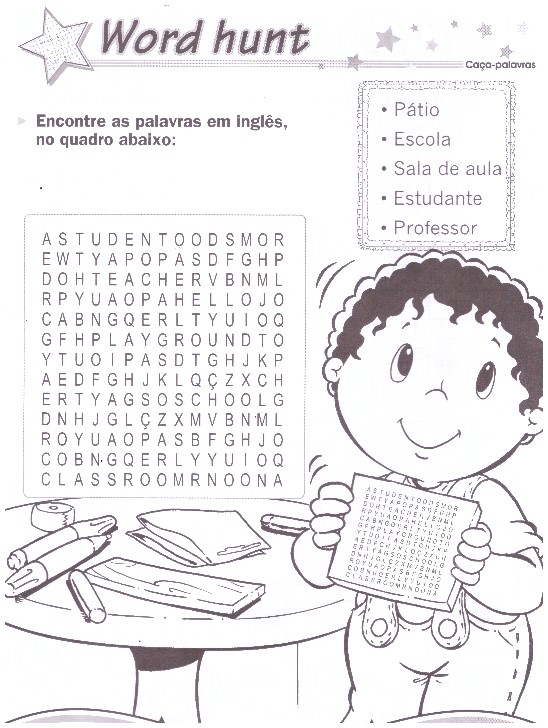 Word hunt
Caça-palavras
Encontre as palavras em inglês,
no quadro abaixo:
• Pátio
• Escola
• Sala de aula
• Estudante
• Professor
A S T U D E N T O O D S M O R
E W T Y A P O P A S D F G H P
D O H T E A C H E R V B N M L
R P Y U A O P A H E L L O J O
C A B N G Q E R L T Y U I O Q
G F H P L A Y G R O U N D T O
Y T U O I P A S D T G H J K P
A E D F G H J K L Q Ç Z X C H
E R T Y A G S O S C H O O L G
D N H J G L Ç Z X M V B N M L
R O Y U A O P A S B F G H J O
C O B N G Q E R L Y Y U I O Q
C L A S S R O O M R N O O N A